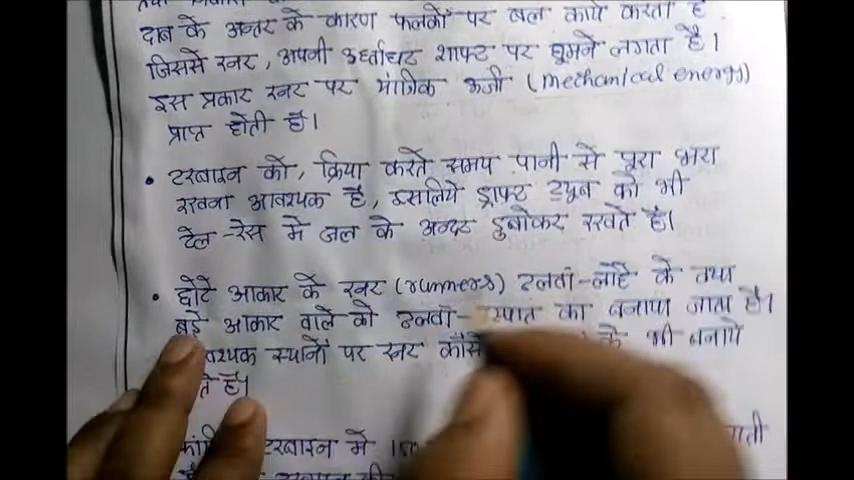 दाब के अन्तर के कारण फलकों पर बल कार्य करता है
जिससे रनर, अपनी ऊर्ध्वाधर शाफ्ट पर घूमने लगता है।
इस प्रकार रनर पर यांत्रिक ऊर्जा (mechanical energy)
प्राप्त होती है।
• टरबाइन को, क्रिया करते समय पानी से पूरा भरा
रखना आवश्यक है, इसलिये ड्राफ्ट ट्यूब को भी
टेल-रेस मे जल के अन्दर डुबोकर रखते है।
• छोटे आकार के रनर (runners) ढलवां-लोहे के तथा
बड़े आकार वाले को ढलवां- स्पात का बनाया जाता है।
स्थानों पर रनर के भी बनाये
ते है।
टरबाइन मे